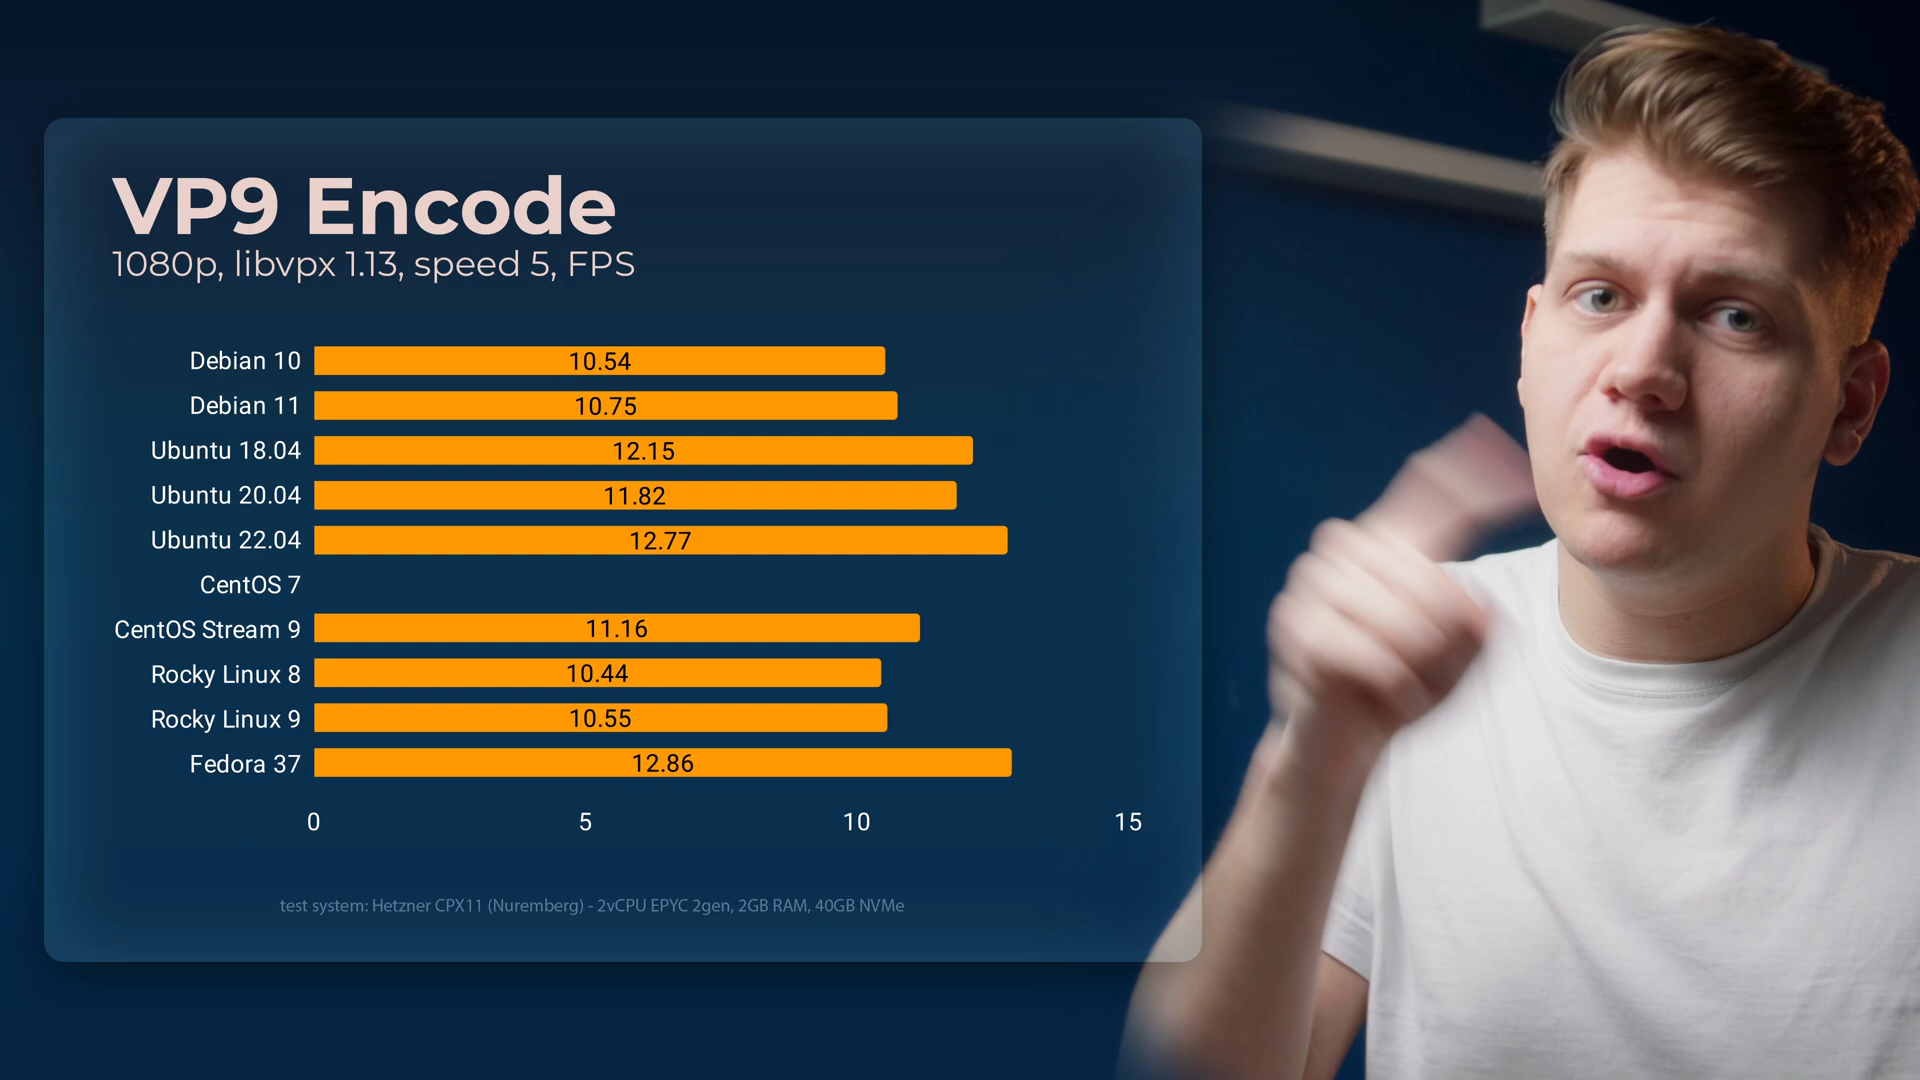 VP9 Encode
1080p, libvpx 1.13, speed 5, FPS
Debian 10 10.54
Debian 11 10.75
Ubuntu 18.04 12.15
Ubuntu 20.04 11.82
Ubuntu 22.04 12.77
CentOS 7
CentOS Stream 9 11.16
Rocky Linux 8 10.44
Rocky Linux 9 10.55
Fedora 37 12.86
0 5 10 15
test system: Hetzner CPX11 (Nuremberg) - 2vCPU EPYC 2gen, 2GB RAM, 40GB NVMe